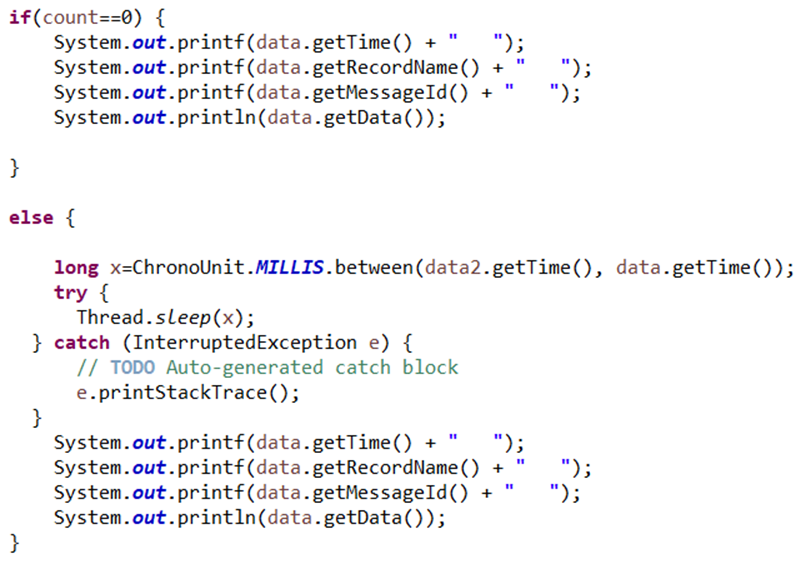 if(count==0) {
    System.out.printf(data.getTime() + "   ");
    System.out.printf(data.getRecordName() + "   ");
    System.out.printf(data.getMessageId() + "   ");
    System.out.println(data.getData());

}

else {

    long x=ChronoUnit.MILLIS.between(data2.getTime(), data.getTime());
    try {
      Thread.sleep(x);
  } catch (InterruptedException e) {
      // TODO Auto-generated catch block
      e.printStackTrace();
  }
    System.out.printf(data.getTime() + "   ");
    System.out.printf(data.getRecordName() + "   ");
    System.out.printf(data.getMessageId() + "   ");
    System.out.println(data.getData());
}